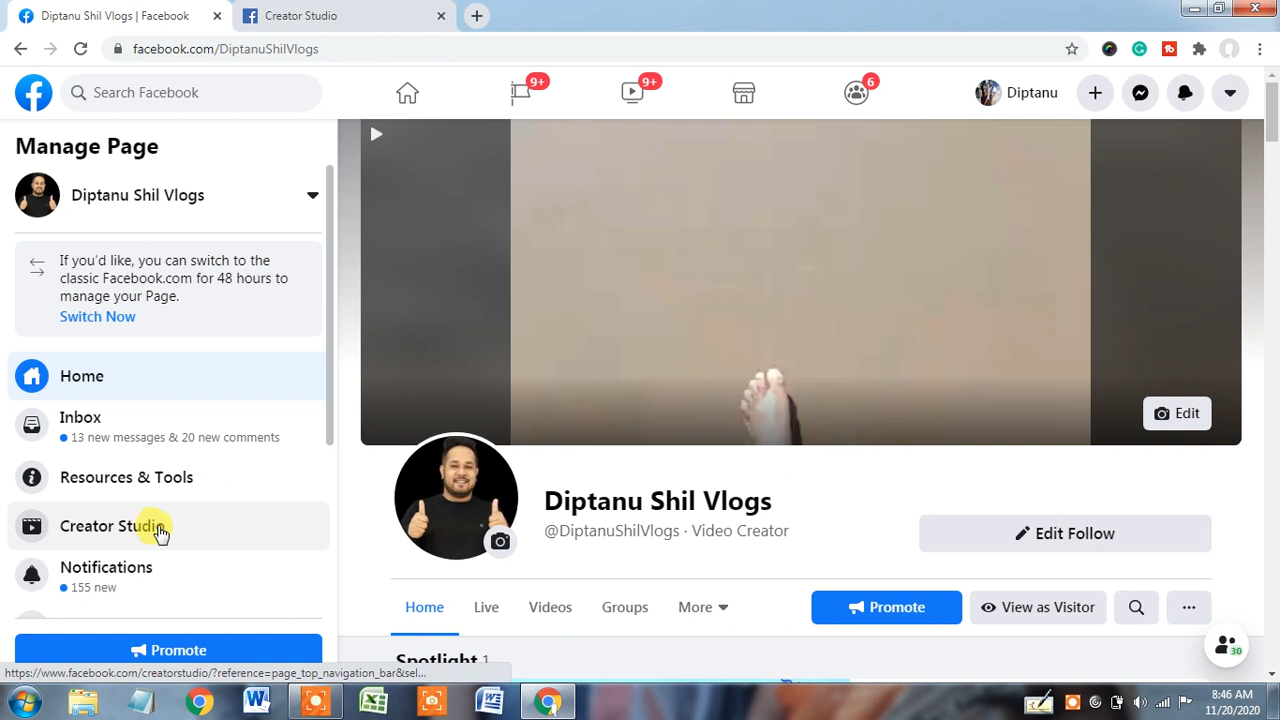 Diptanu Shil Vlogs | Facebook
Creator Studio
facebook.com/DiptanuShilVlogs
Search Facebook
9+
9+
6
Diptanu
Manage Page
Diptanu Shil Vlogs
If you'd like, you can switch to the
classic Facebook.com for 48 hours to
manage your Page.
Switch Now
Home
Inbox
13 new messages & 20 new comments
Resources & Tools
Creator Studio
Notifications
155 new
Promote
Edit
Diptanu Shil Vlogs
@DiptanuShilVlogs · Video Creator
Edit Follow
Home
Live
Videos
Groups
More
Promote
View as Visitor
Spotlight
30
https://www.facebook.com/creatorstudio/?reference=page_top_navigation_bar&sel...
8:46 AM
11/20/2020